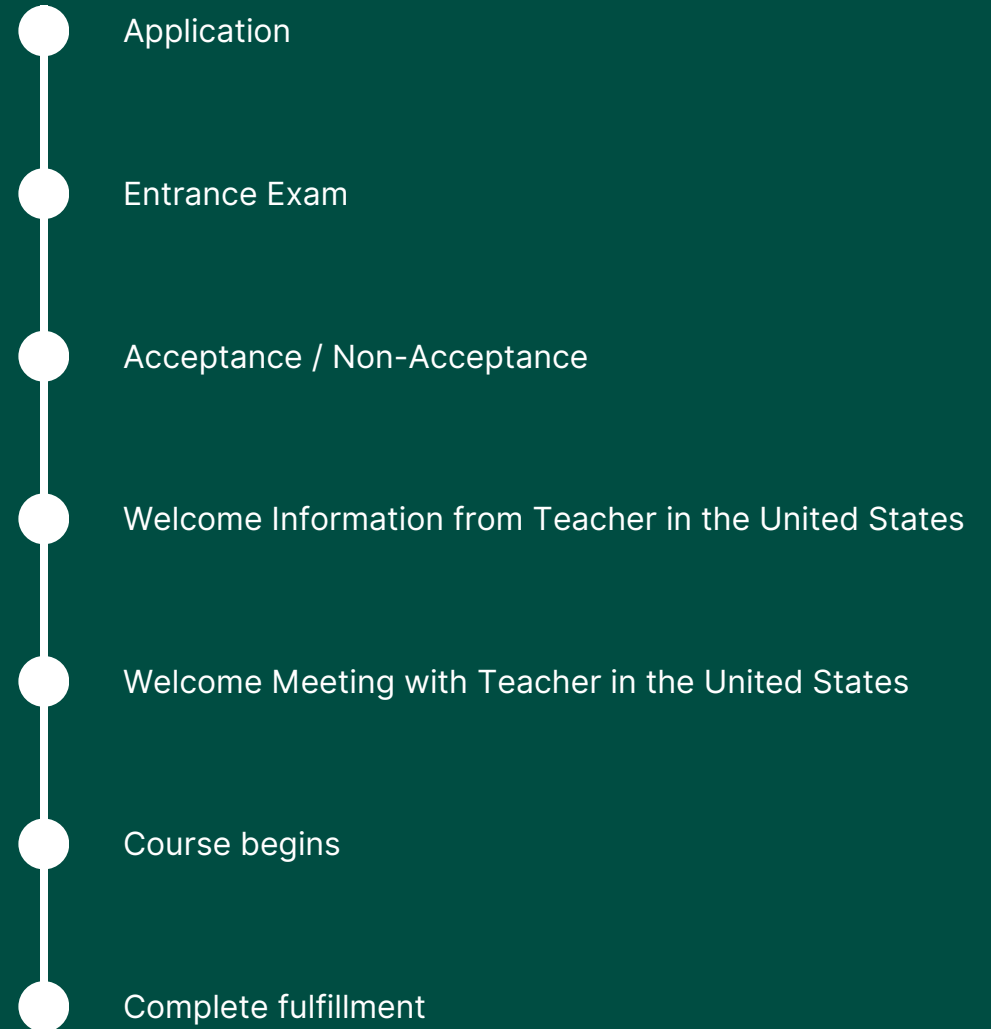 Application
Entrance Exam
Acceptance / Non-Acceptance
Welcome Information from Teacher in the United States
Welcome Meeting with Teacher in the United States
Course begins
Complete fulfillment